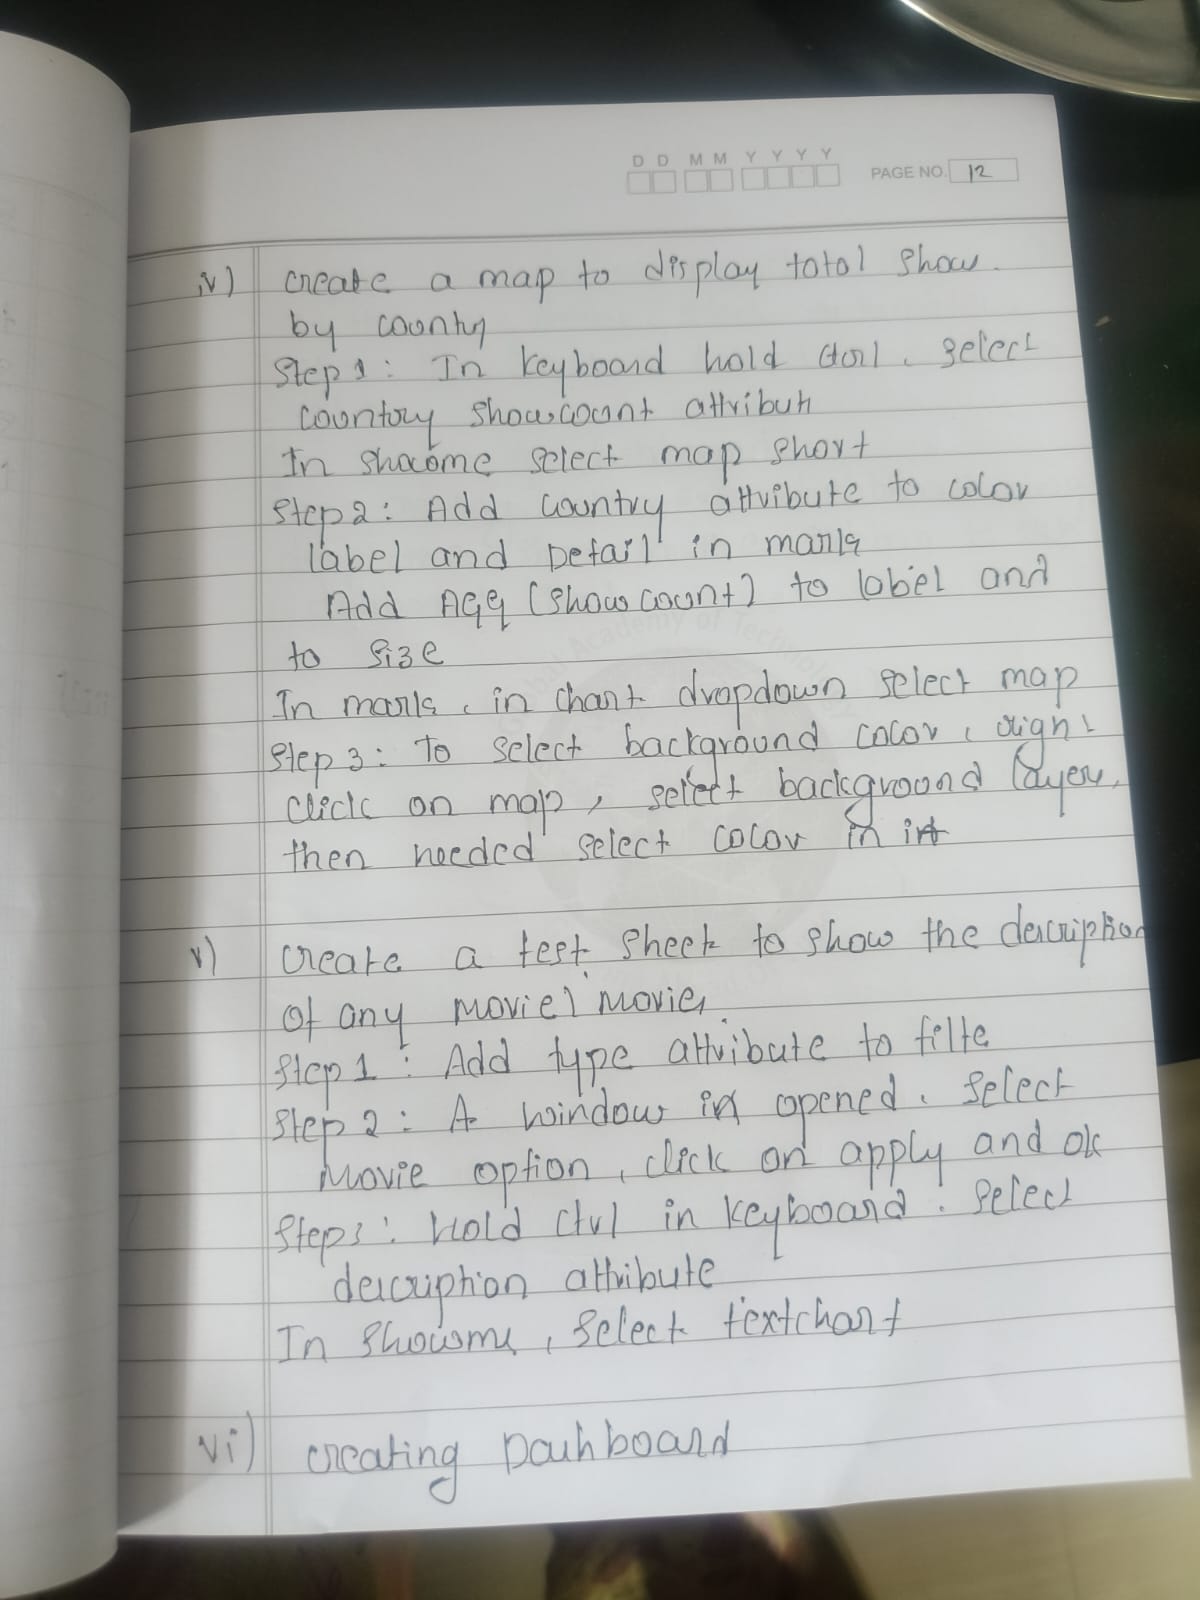 D D M M Y Y Y Y PAGE NO. 12
iv) create a map to display total show
by country
Step 1: In keyboard hold ctrl, select
country showcount attribut
In showme select map short
Step 2: Add country attribute to color
label and Detail in marks
Add Agg (show count) to label and
to size
In marks, in chart dropdown select map
Step 3: To select background color, right
click on map, select background layer,
then needed select color in it
v) create a test sheet to show the description
of any movie
Step 1: Add type attribute to filte
Step 2: A window is opened. select
Movie option, click on apply and ok
Step 3: Hold ctrl in keyboard. select
description attribute
In showme, select textchart
vi) creating Dashboard